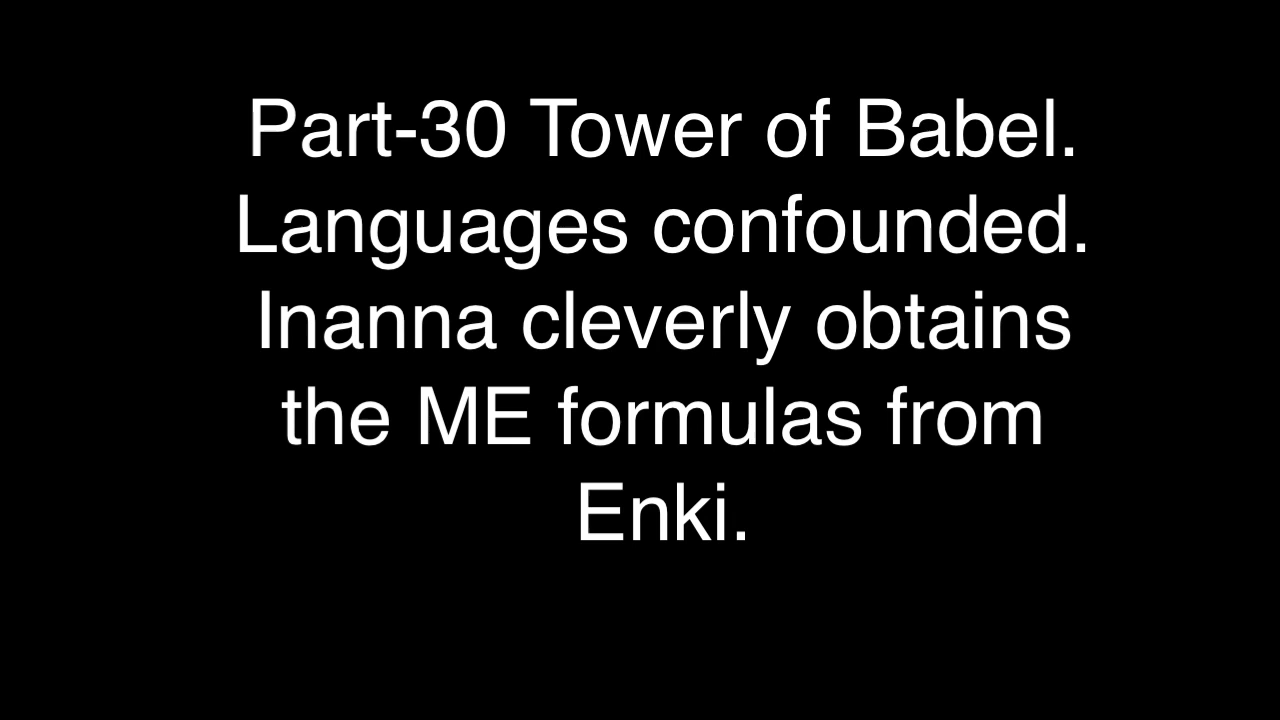 Part-30 Tower of Babel.
Languages confounded.
Inanna cleverly obtains
the ME formulas from
Enki.